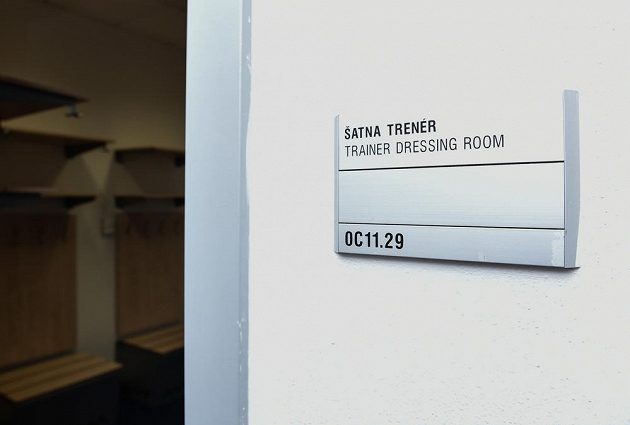 ŠATNA TRENÉR
TRAINER DRESSING ROOM
0C11.29